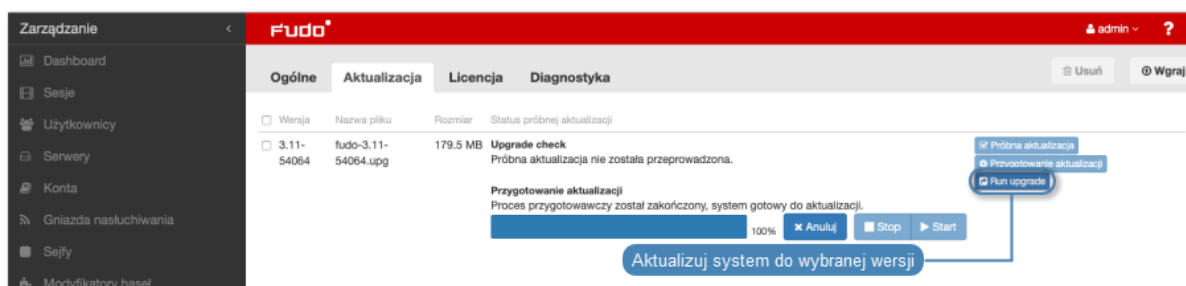 Zarządzanie
Fudo
admin
?
Dashboard
Sesje
Użytkownicy
Serwery
Konta
Gniazda nasłuchiwania
Sejfy
Modyfikatory haseł
Ogólne Aktualizacja Licencja Diagnostyka
Usuń
Wgraj
Wersja Nazwa pliku Rozmiar Status próbnej aktualizacji
3.11-
54064
fudo-3.11-
54064.upg
179.5 MB
Upgrade check
Próbna aktualizacja nie została przeprowadzona.
Przygotowanie aktualizacji
Proces przygotowawczy został zakończony, system gotowy do aktualizacji.
100%
Anuluj
Stop
Start
Próbna aktualizacja
Przygotowanie aktualizacji
Run upgrade
Aktualizuj system do wybranej wersji